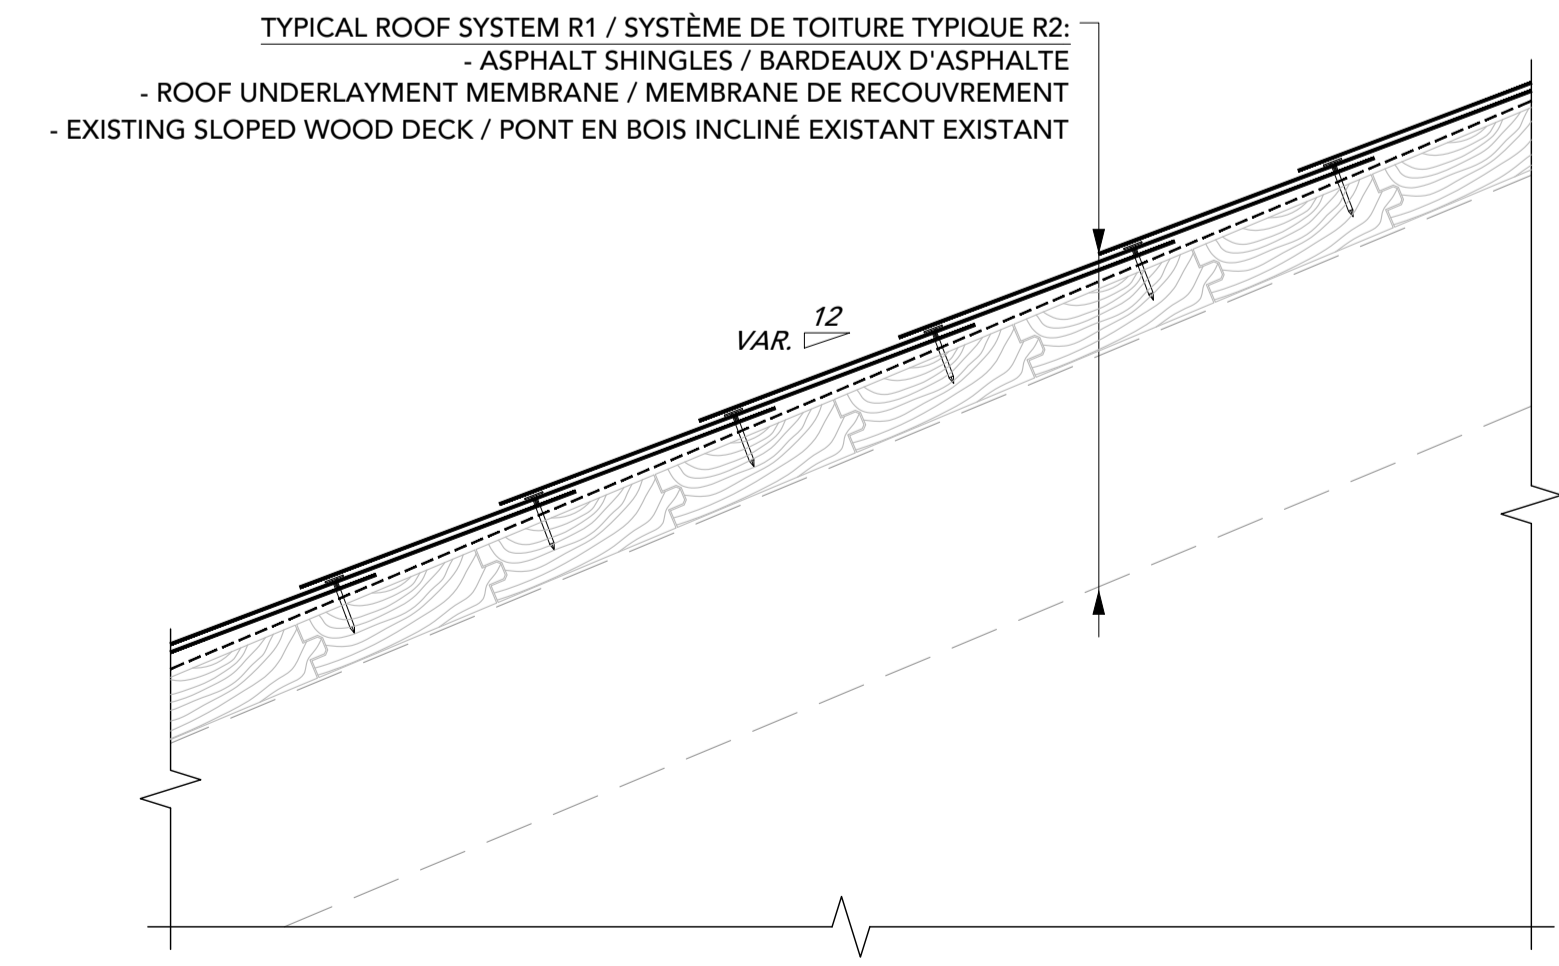 TYPICAL ROOF SYSTEM R1 / SYSTÈME DE TOITURE TYPIQUE R2:
- ASPHALT SHINGLES / BARDEAUX D'ASPHALTE
- ROOF UNDERLAYMENT MEMBRANE / MEMBRANE DE RECOUVREMENT
- EXISTING SLOPED WOOD DECK / PONT EN BOIS INCLINÉ EXISTANT EXISTANT
12
VAR.